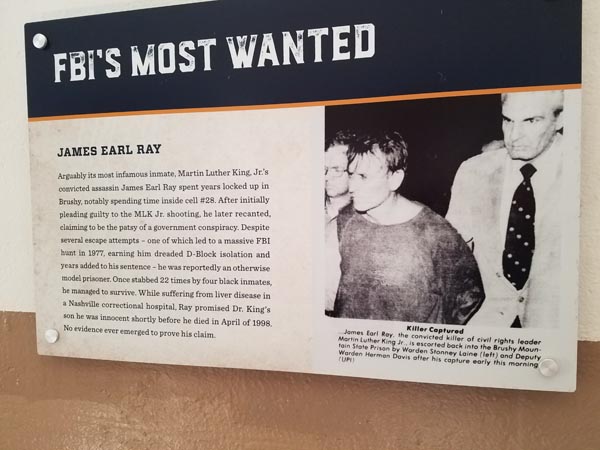 FBI'S MOST WANTED
JAMES EARL RAY
Arguably its most infamous inmate, Martin Luther King, Jr.'s
convicted assassin James Earl Ray spent years locked up in
Brushy, notably spending time inside cell #28. After initially
pleading guilty to the MLK Jr. shooting, he later recanted,
claiming to be the patsy of a government conspiracy. Despite
several escape attempts – one of which led to a massive FBI
hunt in 1977, earning him dreaded D-Block isolation and
years added to his sentence – he was reportedly an otherwise
model prisoner. Once stabbed 22 times by four black inmates,
he managed to survive. While suffering from liver disease in
a Nashville correctional hospital, Ray promised Dr. King's
son he was innocent shortly before he died in April of 1998.
No evidence ever emerged to prove his claim.
Killer Captured
...James Earl Ray, the convicted killer of civil rights leader
Martin Luther King Jr., is escorted back into the Brushy Moun-
tain State Prison by Warden Stonney Laine (left) and Deputy
Warden Herman Davis after his capture early this morning
(UPI)